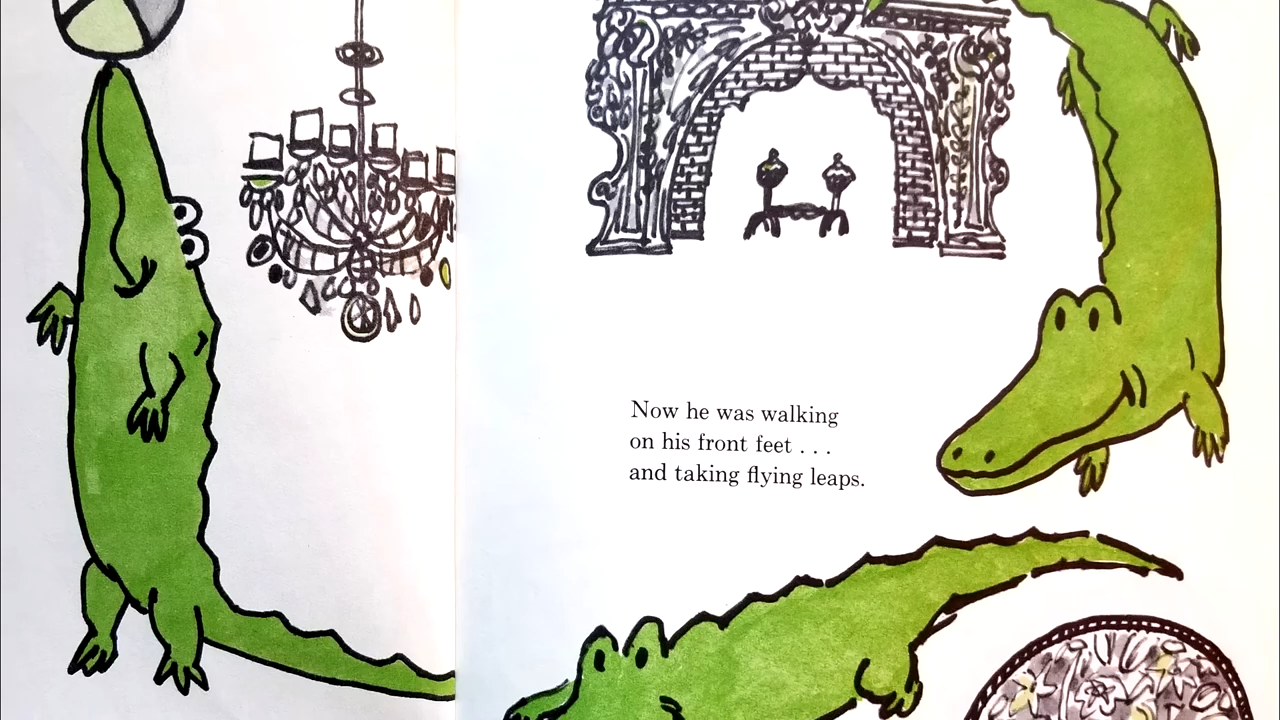 Now he was walking
on his front feet . . .
and taking flying leaps.